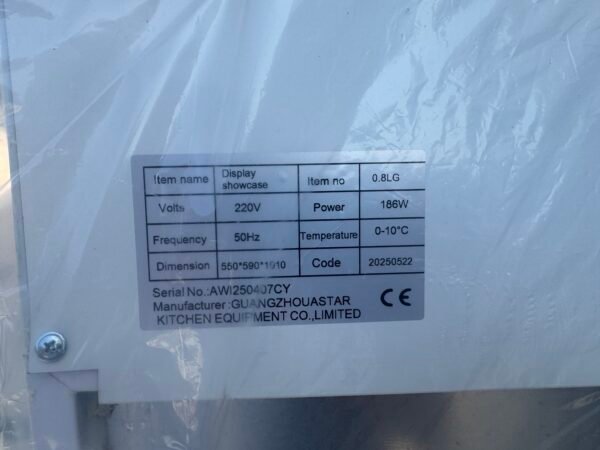 Item name Display showcase Item no 0.8LG
Volts 220V Power 186W
Frequency 50Hz Temperature 0-10°C
Dimension 550*590*1010 Code 20250522
Serial No.:AWI250407CY
Manufacturer :GUANGZHOUASTAR
KITCHEN EQUIPMENT CO.,LIMITED
CE